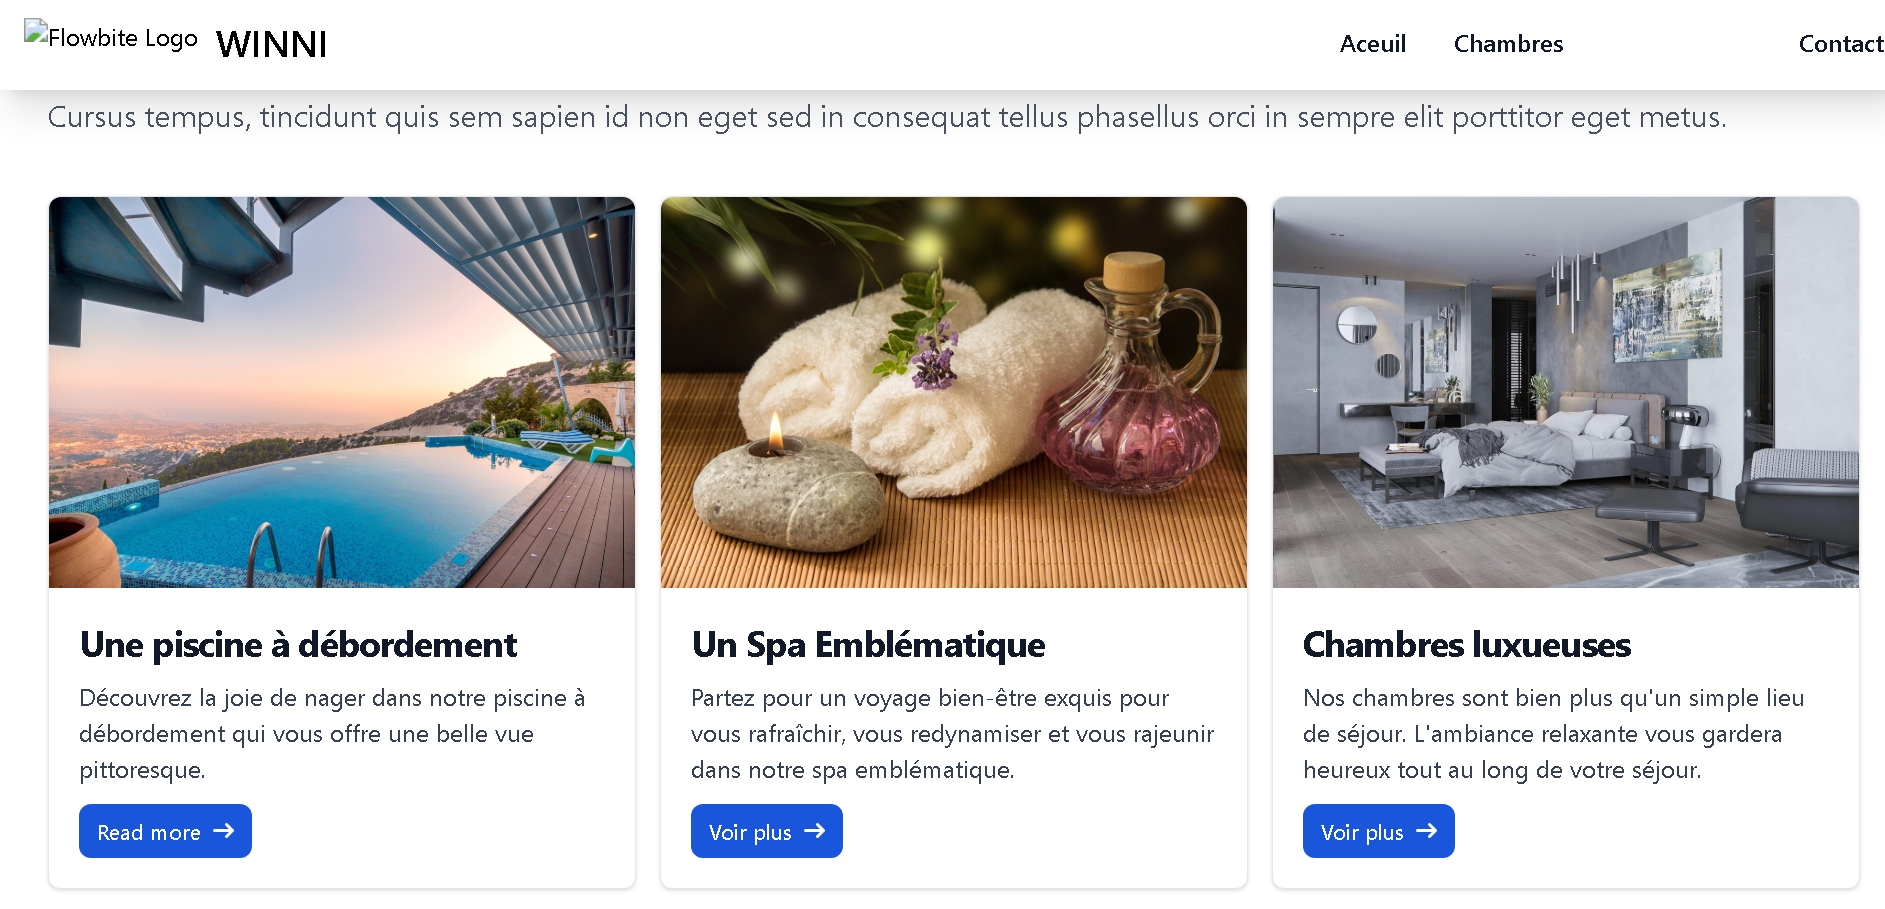 Flowbite Logo WINNI Aceuil Chambres Contact
Cursus tempus, tincidunt quis sem sapien id non eget sed in consequat tellus phasellus orci in sempre elit porttitor eget metus.
Une piscine à débordement
Découvrez la joie de nager dans notre piscine à
débordement qui vous offre une belle vue
pittoresque.
Read more
Un Spa Emblématique
Partez pour un voyage bien-être exquis pour
vous rafraîchir, vous redynamiser et vous rajeunir
dans notre spa emblématique.
Voir plus
Chambres luxueuses
Nos chambres sont bien plus qu'un simple lieu
de séjour. L'ambiance relaxante vous gardera
heureux tout au long de votre séjour.
Voir plus